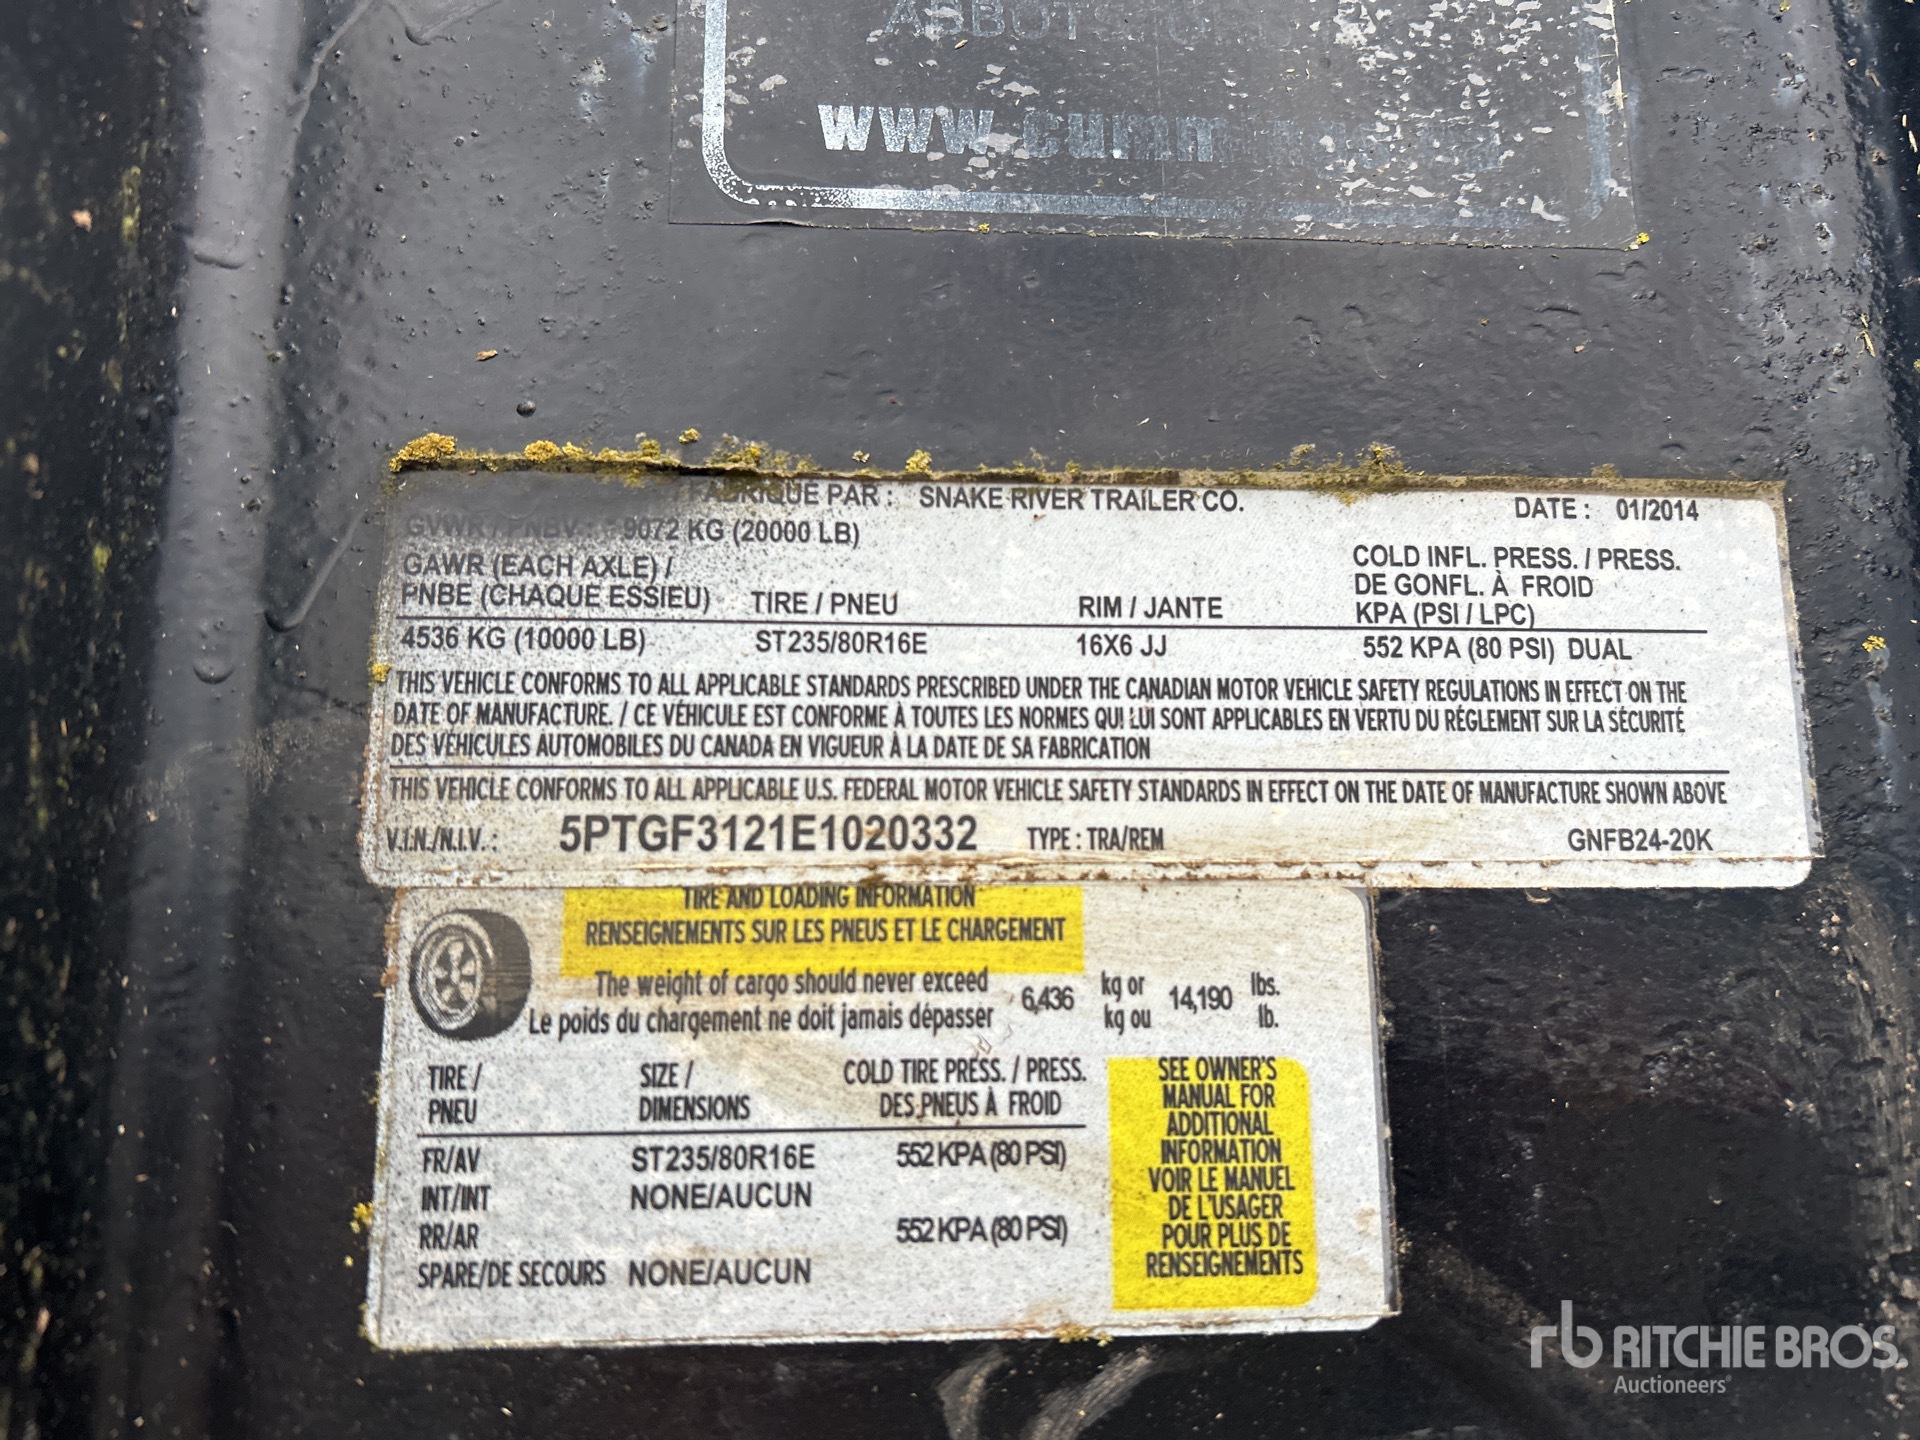 ABBOTSFORD
www.cumm
FABRIQUÉ PAR : SNAKE RIVER TRAILER CO. DATE : 01/2014
GVWR / PNBV : 9072 KG (20000 LB)
GAWR (EACH AXLE) / COLD INFL. PRESS. / PRESS.
PNBE (CHAQUE ESSIEU) TIRE / PNEU RIM / JANTE DE GONFL. À FROID
KPA (PSI / LPC)
4536 KG (10000 LB) ST235/80R16E 16X6 JJ 552 KPA (80 PSI) DUAL
THIS VEHICLE CONFORMS TO ALL APPLICABLE STANDARDS PRESCRIBED UNDER THE CANADIAN MOTOR VEHICLE SAFETY REGULATIONS IN EFFECT ON THE
DATE OF MANUFACTURE. / CE VÉHICULE EST CONFORME À TOUTES LES NORMES QUI LUI SONT APPLICABLES EN VERTU DU RÉGLEMENT SUR LA SÉCURITÉ
DES VÉHICULES AUTOMOBILES DU CANADA EN VIGUEUR À LA DATE DE SA FABRICATION
THIS VEHICLE CONFORMS TO ALL APPLICABLE U.S. FEDERAL MOTOR VEHICLE SAFETY STANDARDS IN EFFECT ON THE DATE OF MANUFACTURE SHOWN ABOVE
V.I.N./N.I.V. : 5PTGF3121E1020332 TYPE : TRA/REM GNFB24-20K
TIRE AND LOADING INFORMATION
RENSEIGNEMENTS SUR LES PNEUS ET LE CHARGEMENT
The weight of cargo should never exceed 6,436 kg or 14,190 lbs.
Le poids du chargement ne doit jamais dépasser kg ou lb.
TIRE / SIZE / COLD TIRE PRESS. / PRESS.
PNEU DIMENSIONS DES PNEUS À FROID
FR/AV ST235/80R16E 552 KPA (80 PSI)
INT/INT NONE/AUCUN
RR/AR 552 KPA (80 PSI)
SPARE/DE SECOURS NONE/AUCUN
SEE OWNER'S
MANUAL FOR
ADDITIONAL
INFORMATION
VOIR LE MANUEL
DE L'USAGER
POUR PLUS DE
RENSEIGNEMENTS
rb RITCHIE BROS.
Auctioneers